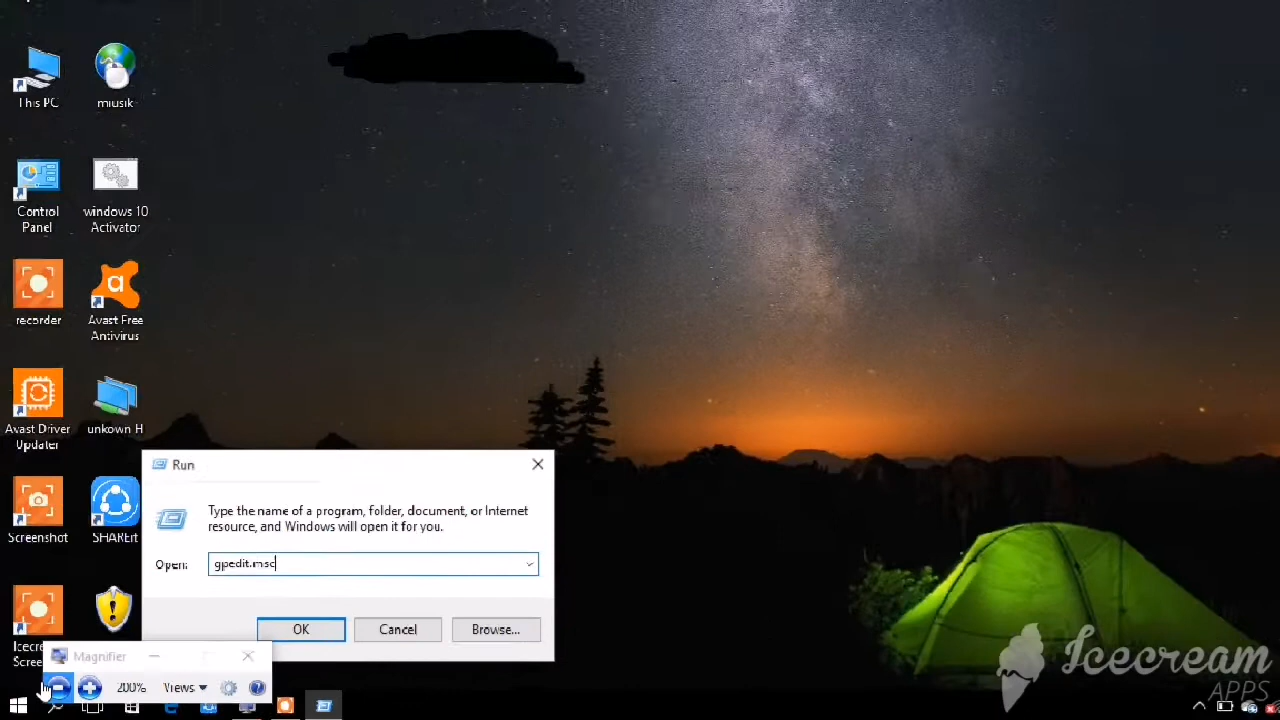 This PC
miusik
Control
Panel
windows 10
Activator
recorder
Avast Free
Antivirus
Avast Driver
Updater
unkown H
Screenshot
SHAREit
Run
Type the name of a program, folder, document, or Internet
resource, and Windows will open it for you.
Open:
gpedit.msc
OK
Cancel
Browse...
Magnifier
200%
Views
Icecream
APPS